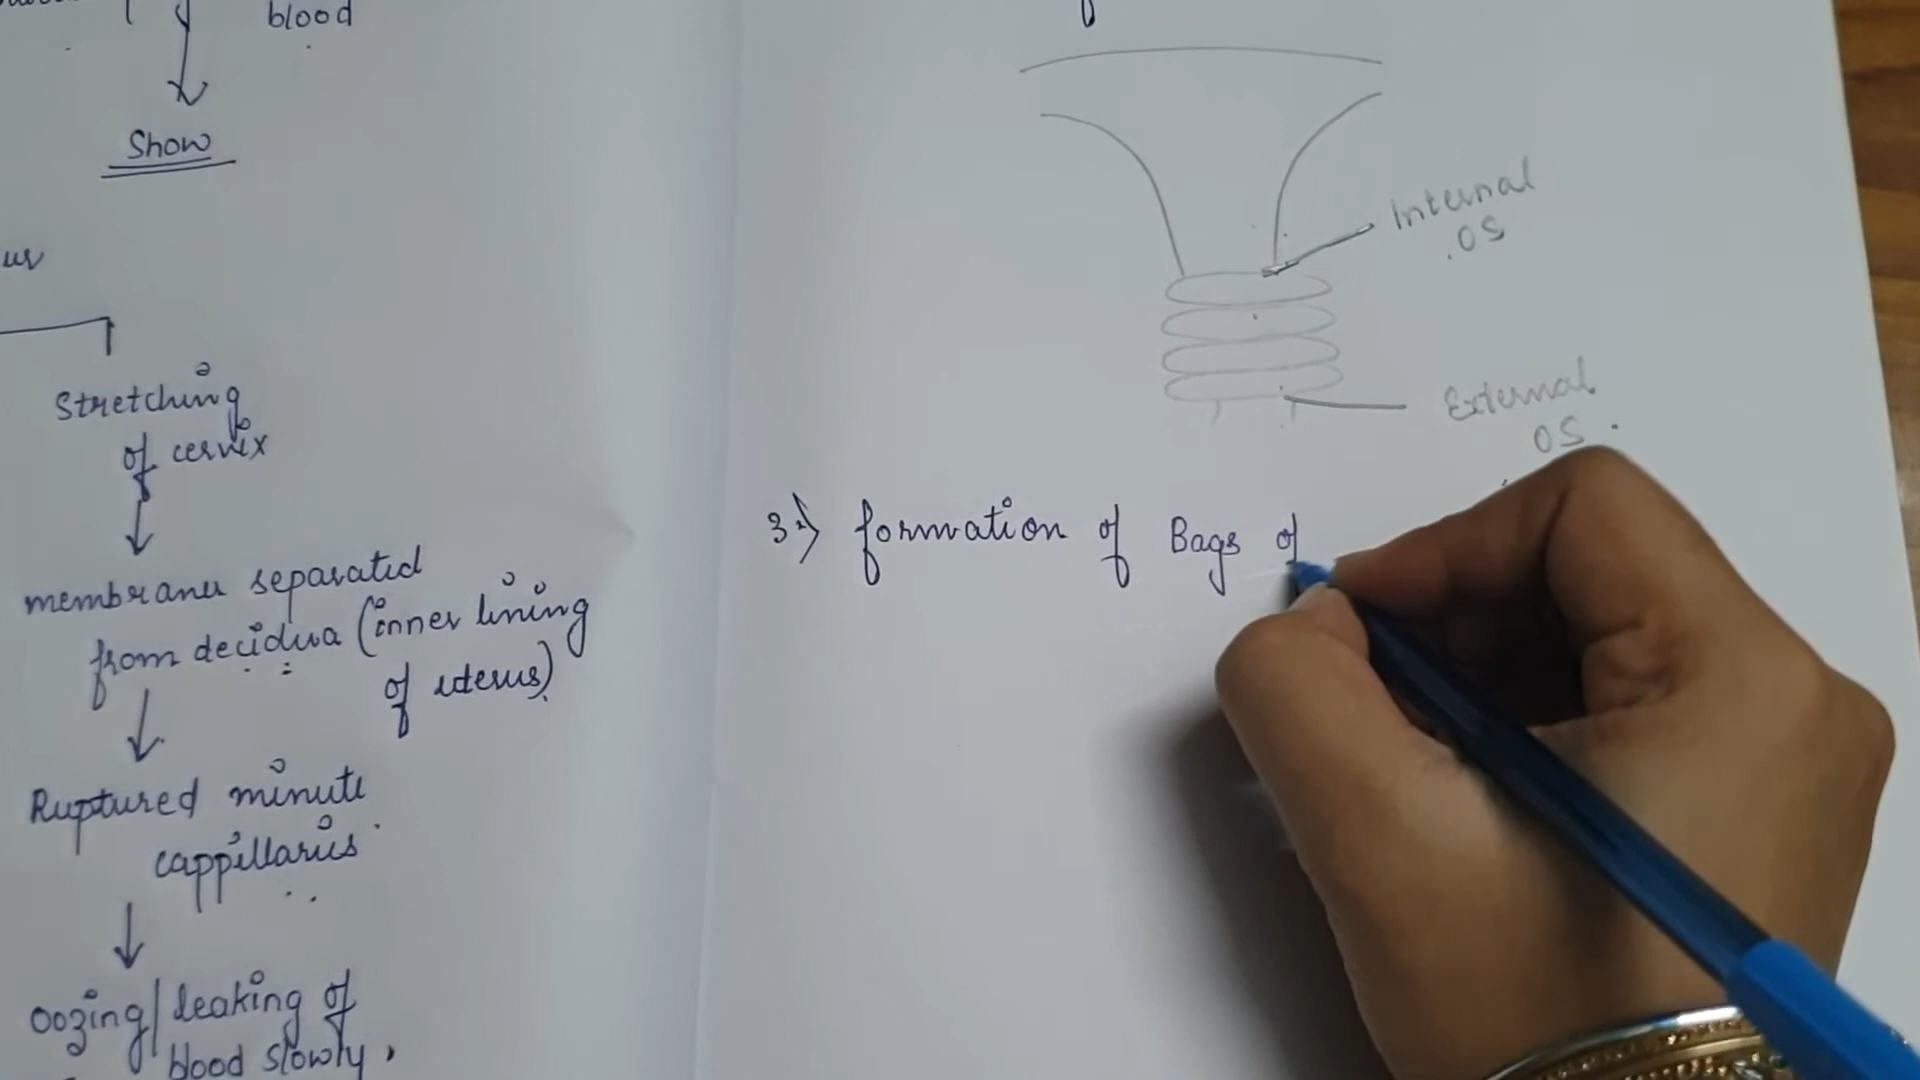 blood
Show
Stretching
of cervix
membranes separated
from decidua (inner lining
of uterus)
Ruptured minute
cappillaries
Oozing/leaking of
blood slowly,
Internal
OS
External
OS
3.) formation of Bags of